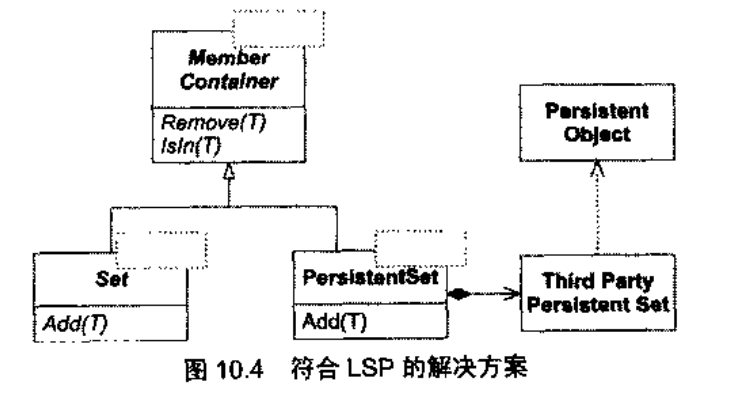 Member
Container
Remove(T)
IsIn(T)
Persistent
Object
Set
Add(T)
PersistentSet
Add(T)
Third Party
Persistent Set
图 10.4 符合 LSP 的解决方案